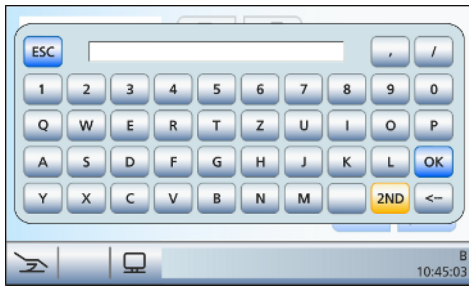 ESC , /
1 2 3 4 5 6 7 8 9 0
Q W E R T Z U I O P
A S D F G H J K L OK
Y X C V B N M 2ND <--
B
10:45:03